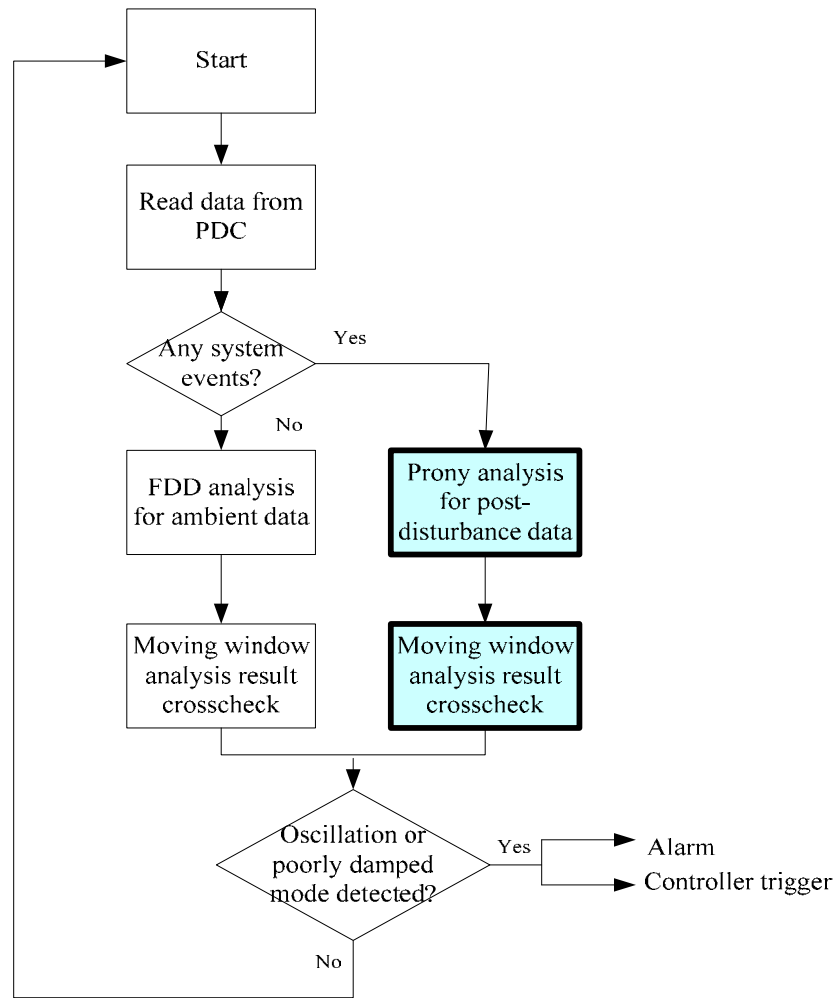 Start
Read data from
PDC
Any system
events?
Yes
No
FDD analysis
for ambient data
Prony analysis
for post-
disturbance data
Moving window
analysis result
crosscheck
Moving window
analysis result
crosscheck
Oscillation or
poorly damped
mode detected?
Yes
Alarm
Controller trigger
No